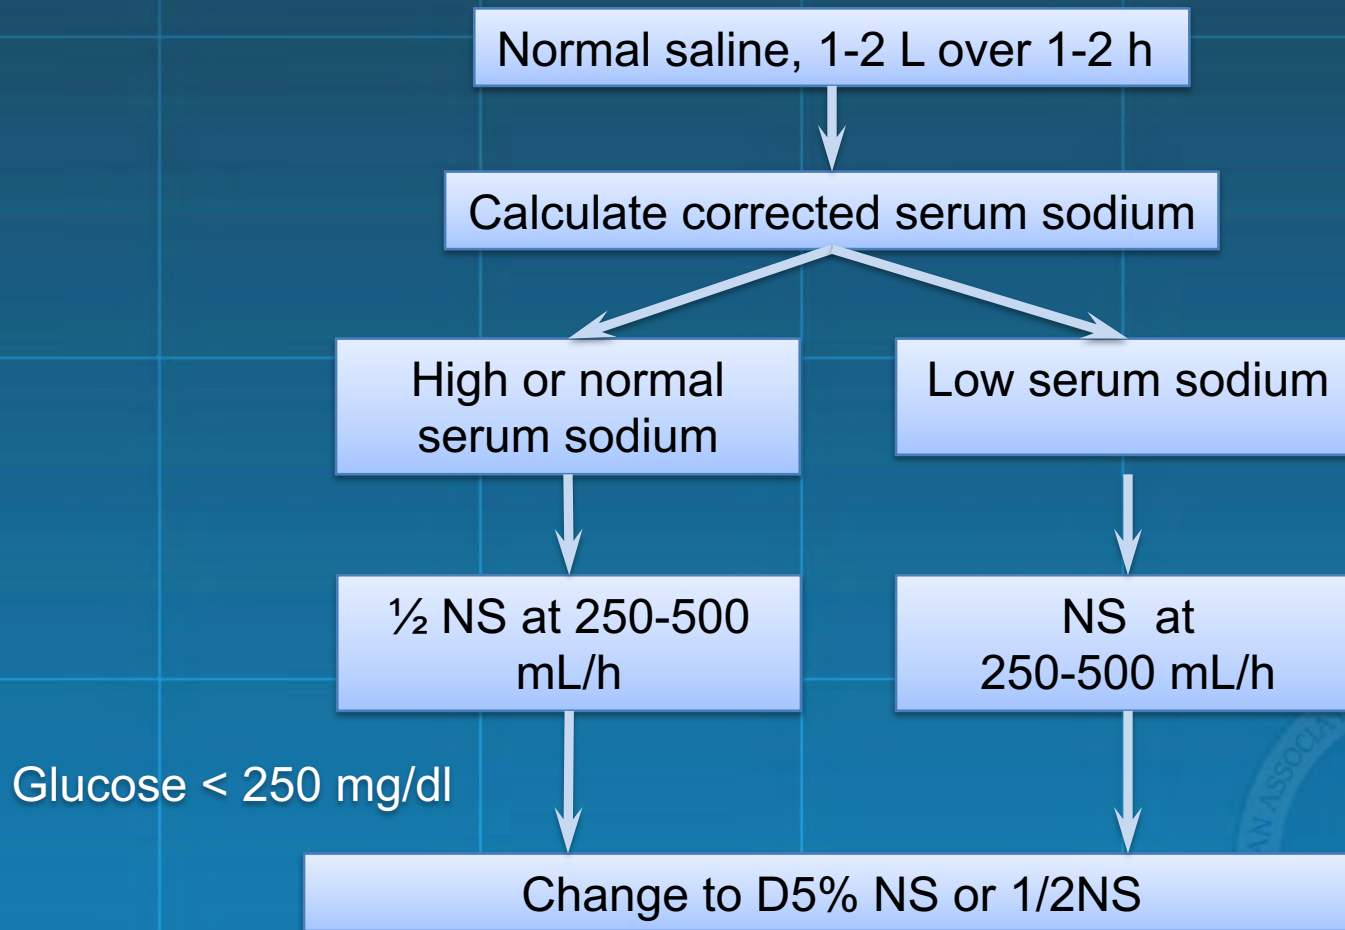 Normal saline, 1-2 L over 1-2 h
Calculate corrected serum sodium
High or normal
serum sodium
Low serum sodium
½ NS at 250-500
mL/h
NS at
250-500 mL/h
Glucose < 250 mg/dl
Change to D5% NS or 1/2NS